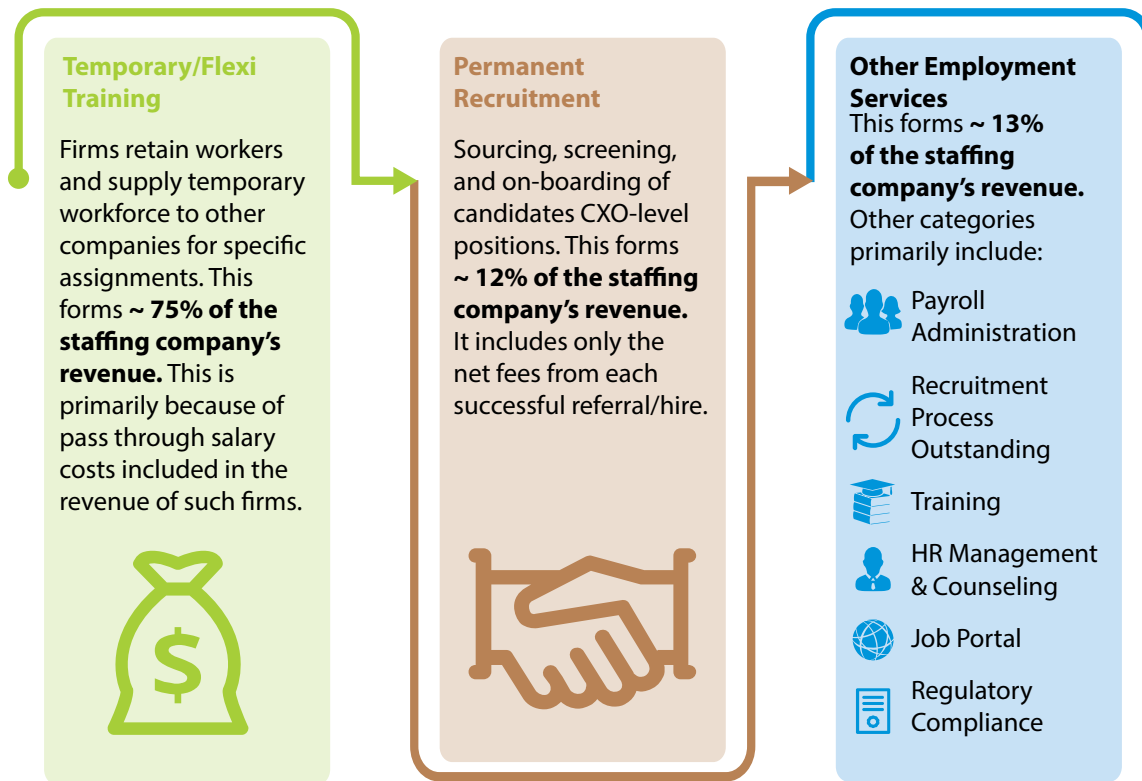 Temporary/Flexi
Training
Firms retain workers
and supply temporary
workforce to other
companies for specific
assignments. This
forms ~ 75% of the
staffing company’s
revenue. This is
primarily because of
pass through salary
costs included in the
revenue of such firms.
$
Permanent
Recruitment
Sourcing, screening,
and on-boarding of
candidates CXO-level
positions. This forms
~ 12% of the staffing
company’s revenue.
It includes only the
net fees from each
successful referral/hire.
Other Employment
Services
This forms ~ 13%
of the staffing
company’s revenue.
Other categories
primarily include:
Payroll
Administration
Recruitment
Process
Outstanding
Training
HR Management
& Counseling
Job Portal
Regulatory
Compliance